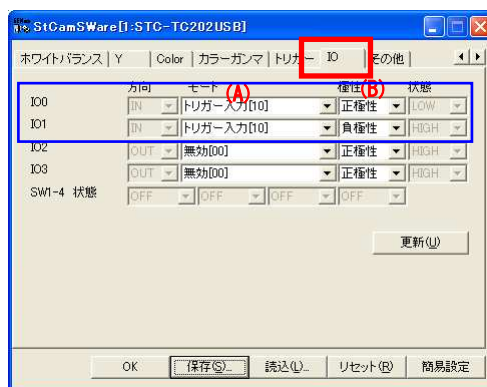 StCamSWare[1:STC-TC202USB]
ホワイトバランス Y Color カラーガンマ トリガー IO その他
方向 モード (A) 極性 (B) 状態
IO0 IN トリガー入力[10] 正極性 LOW
IO1 IN トリガー入力[10] 負極性 HIGH
IO2 OUT 無効[00] 正極性 HIGH
IO3 OUT 無効[00] 正極性 HIGH
SW1-4 状態 OFF OFF OFF OFF
更新(U)
OK 保存(S)... 読込(L)... リセット(R) 簡易設定